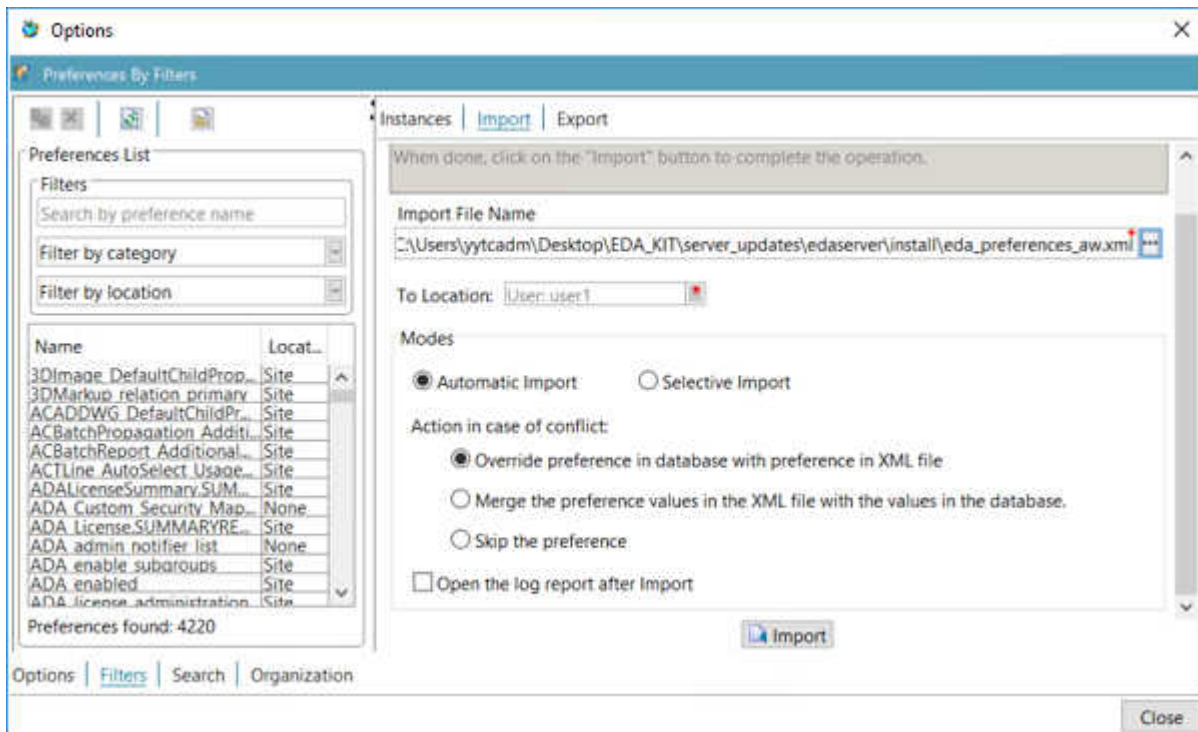 Options
Preferences By Filters
Instances | Import | Export
Preferences List
Filters
Search by preference name
Filter by category
Filter by location
Name Locat...
3DImage_DefaultChildProp... Site
3DMarkup_relation_primary Site
ACADDWG_DefaultChildPr... Site
ACBatchPropagation_Additi... Site
ACBatchReport_Additional... Site
ACTLine_AutoSelect_Usage... Site
ADALicenseSummary.SUM... Site
ADA_Custom_Security_Map... None
ADA_License.SUMMARYRE... Site
ADA_admin_notifier_list None
ADA_enable_subgroups Site
ADA_enabled Site
ADA_license_administration Site
Preferences found: 4220
When done, click on the "Import" button to complete the operation.
Import File Name
C:\Users\yytcadm\Desktop\EDA_KIT\server_updates\edaserver\install\eda_preferences_aw.xml
To Location: User: user1
Modes
Automatic Import Selective Import
Action in case of conflict:
Override preference in database with preference in XML file
Merge the preference values in the XML file with the values in the database.
Skip the preference
Open the log report after Import
Import
Options | Filters | Search | Organization
Close